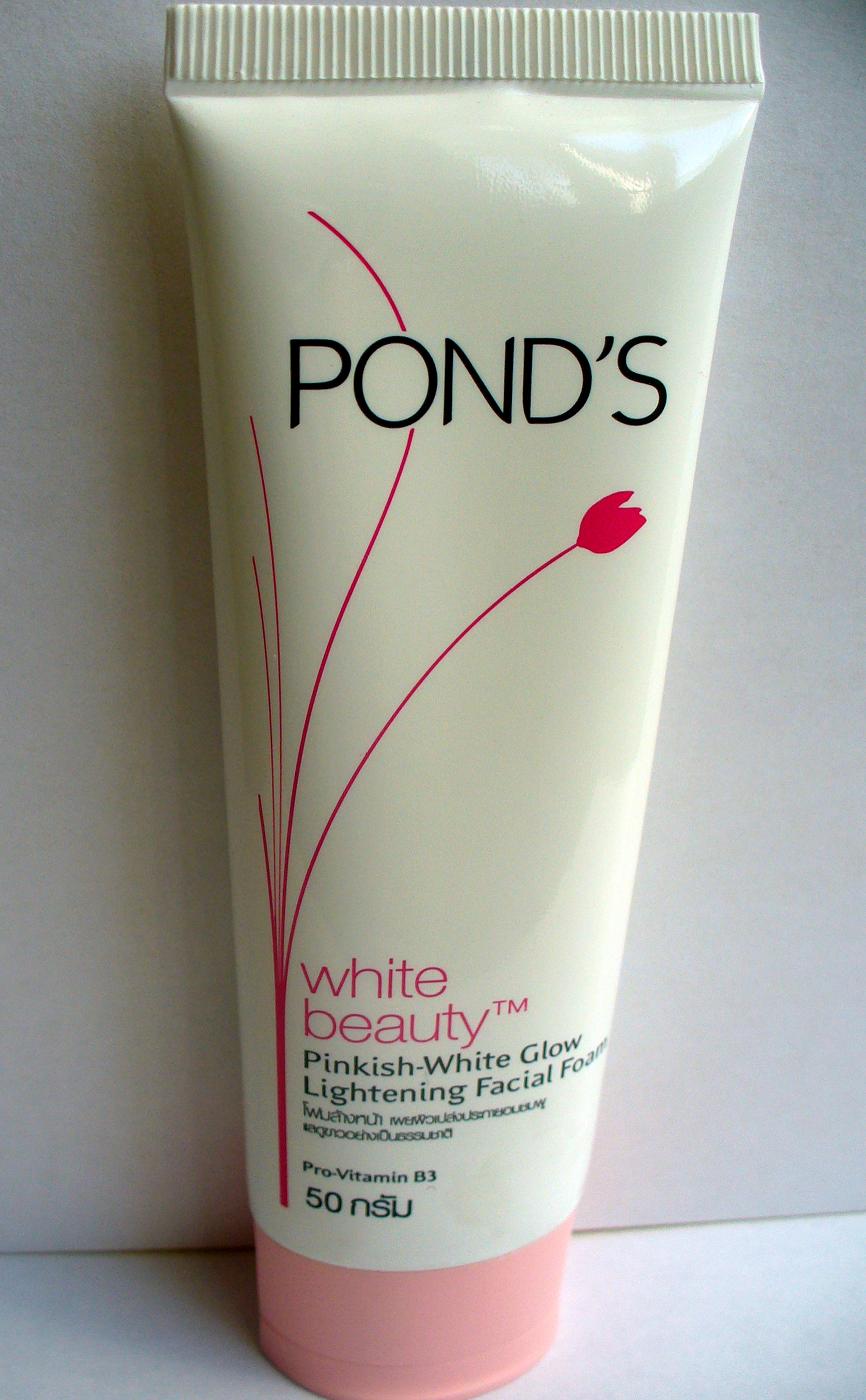 POND'S
white
beauty™
Pinkish-White Glow
Lightening Facial Foam
โฟมล้างหน้า เผยผิวเปล่งประกายอมชมพู
และดูขาวอย่างเป็นธรรมชาติ
Pro-Vitamin B3
50 กรัม